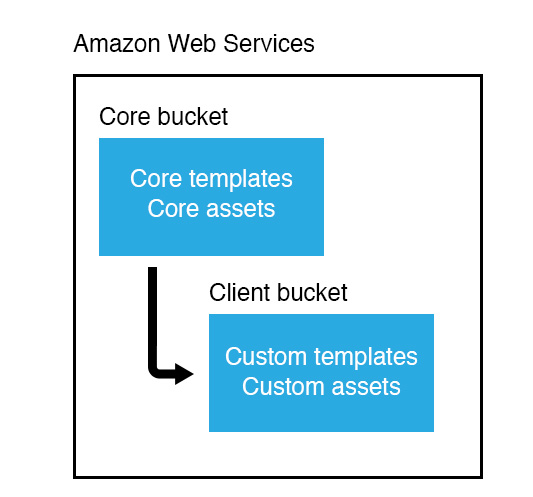 Amazon Web Services
Core bucket
Core templates
Core assets
Client bucket
Custom templates
Custom assets